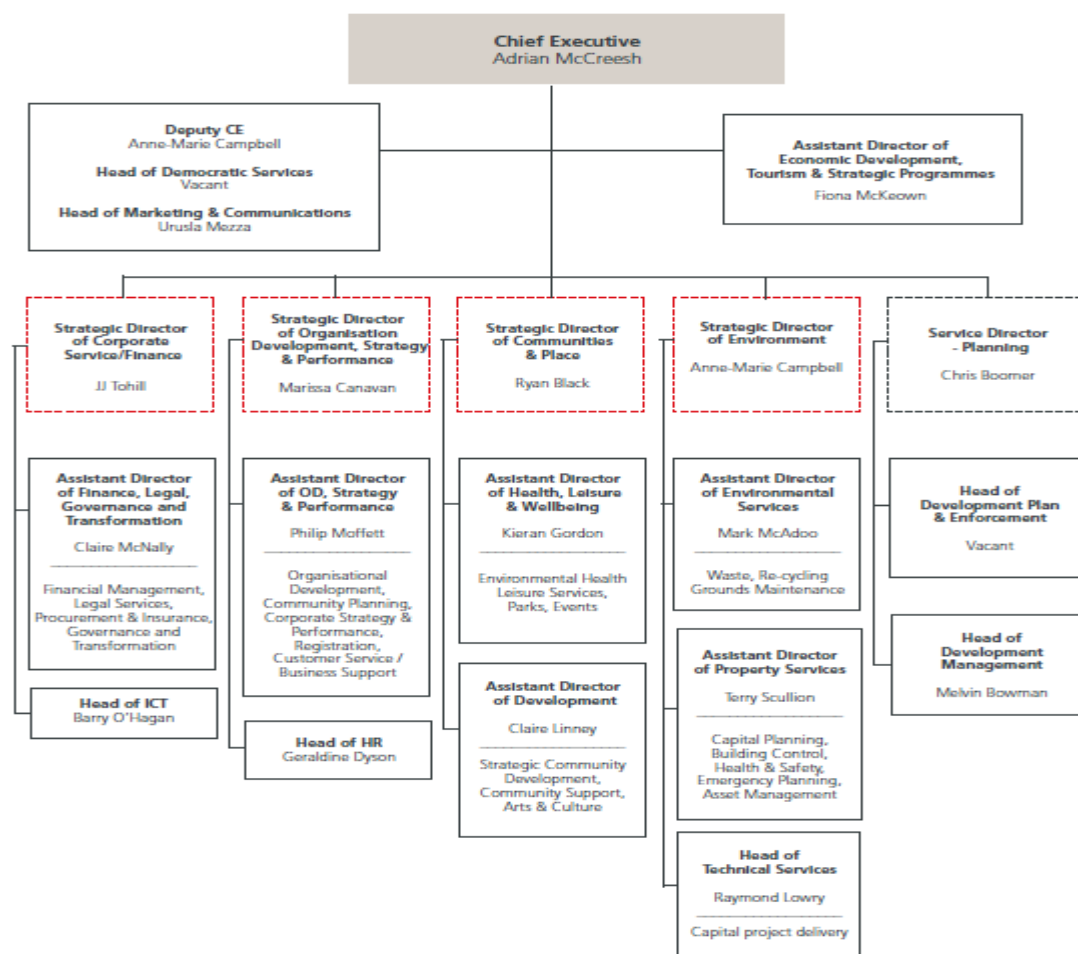 Chief Executive
Adrian McCreesh
Deputy CE
Anne-Marie Campbell
Head of Democratic Services
Vacant
Head of Marketing & Communications
Urusla Mezza
Assistant Director of
Economic Development,
Tourism & Strategic Programmes
Fiona McKeown
Strategic Director
of Corporate
Service/Finance
JJ Tohill
Strategic Director
of Organisation
Development, Strategy
& Performance
Marissa Canavan
Strategic Director
of Communities
& Place
Ryan Black
Strategic Director
of Environment
Anne-Marie Campbell
Service Director
- Planning
Chris Boomer
Assistant Director
of Finance, Legal,
Governance and
Transformation
Claire McNally
Financial Management,
Legal Services,
Procurement & Insurance,
Governance and
Transformation
Head of ICT
Barry O'Hagan
Assistant Director
of OD, Strategy
& Performance
Philip Moffett
Organisational
Development,
Community Planning,
Corporate Strategy &
Performance,
Registration,
Customer Service /
Business Support
Head of HR
Geraldine Dyson
Assistant Director
of Health, Leisure
& Wellbeing
Kieran Gordon
Environmental Health
Leisure Services,
Parks, Events
Assistant Director
of Development
Claire Linney
Strategic Community
Development,
Community Support,
Arts & Culture
Assistant Director
of Environmental
Services
Mark McAdoo
Waste, Re-cycling
Grounds Maintenance
Assistant Director
of Property Services
Terry Scullion
Capital Planning,
Building Control,
Health & Safety,
Emergency Planning,
Asset Management
Head of
Technical Services
Raymond Lowry
Capital project delivery
Head of
Development Plan
& Enforcement
Vacant
Head of
Development
Management
Melvin Bowman